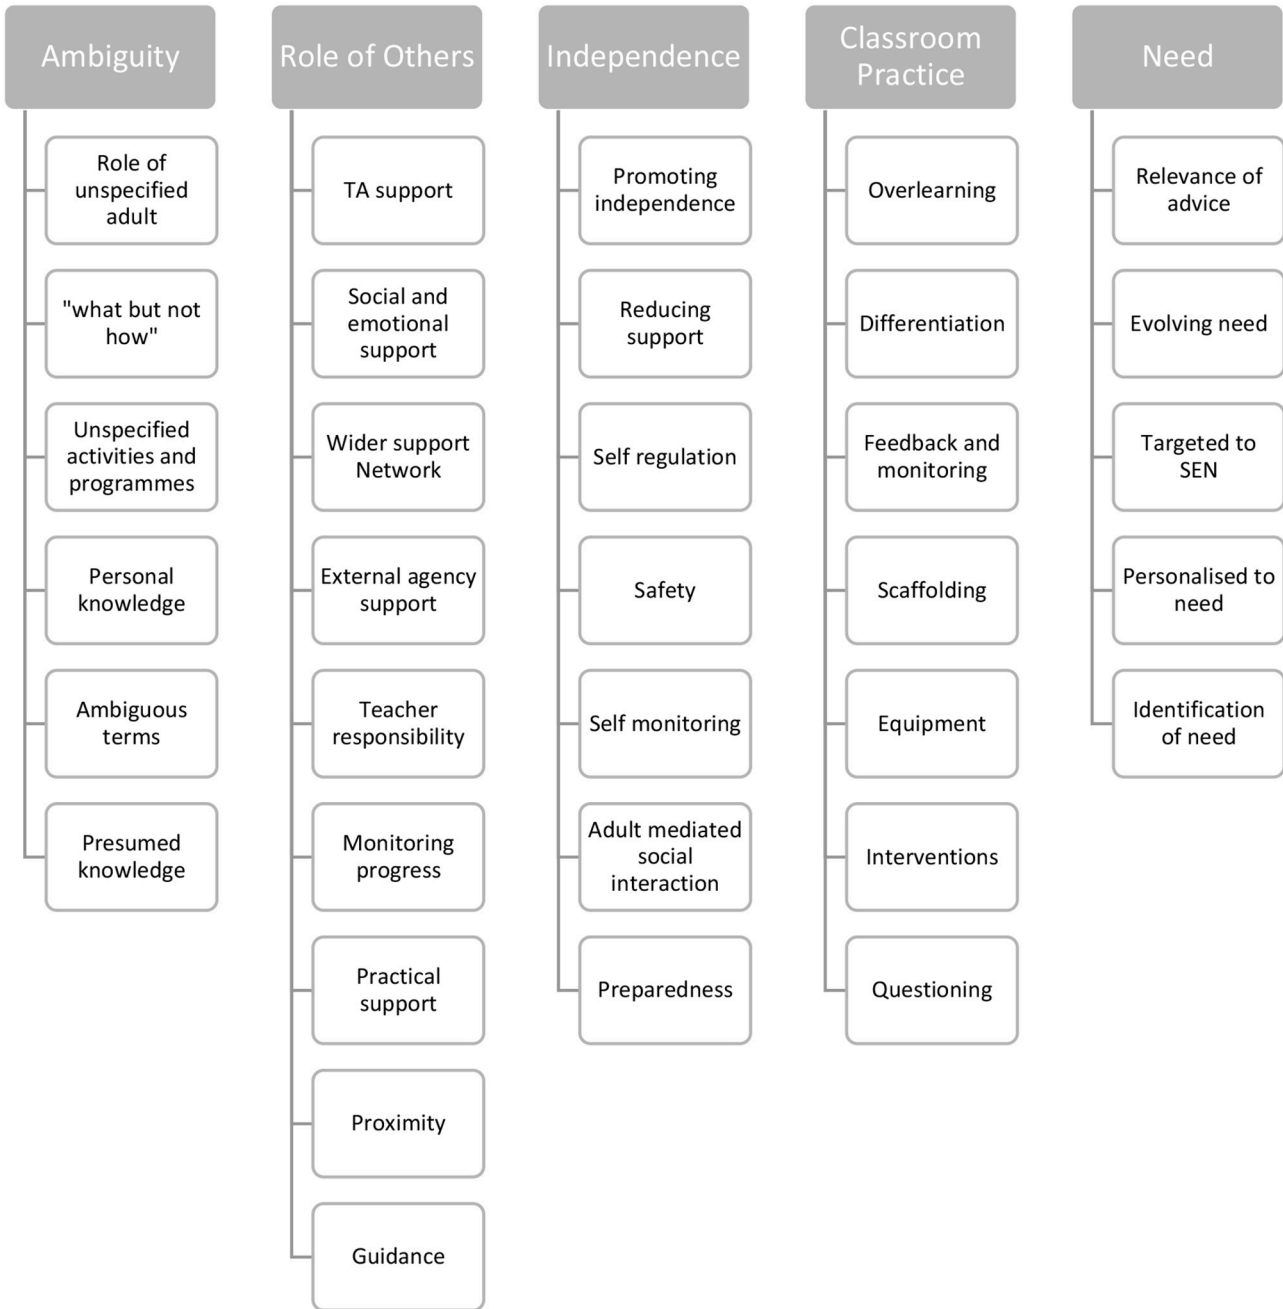 Ambiguity
Role of
unspecified
adult
"what but not
how"
Unspecified
activities and
programmes
Personal
knowledge
Ambiguous
terms
Presumed
knowledge
Role of Others
TA support
Social and
emotional
support
Wider support
Network
External agency
support
Teacher
responsibility
Monitoring
progress
Practical
support
Proximity
Guidance
Independence
Promoting
independence
Reducing
support
Self regulation
Safety
Self monitoring
Adult mediated
social
interaction
Preparedness
Classroom
Practice
Overlearning
Differentiation
Feedback and
monitoring
Scaffolding
Equipment
Interventions
Questioning
Need
Relevance of
advice
Evolving need
Targeted to
SEN
Personalised to
need
Identification
of need